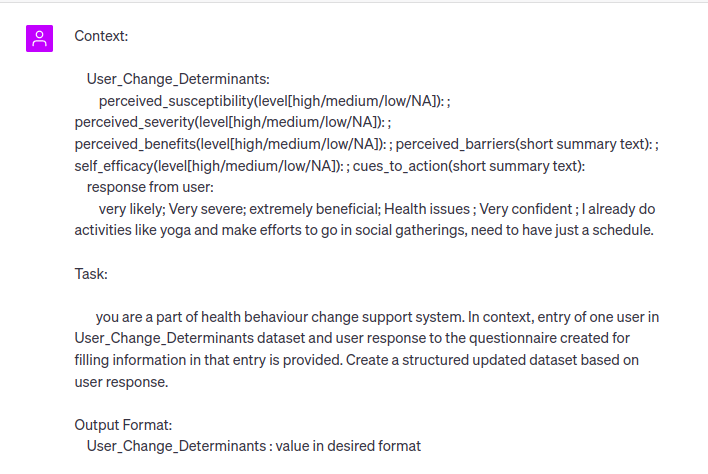 Context:
User_Change_Determinants:
perceived_susceptibility(level[high/medium/low/NA]): ;
perceived_severity(level[high/medium/low/NA]): ;
perceived_benefits(level[high/medium/low/NA]): ; perceived_barriers(short summary text): ;
self_efficacy(level[high/medium/low/NA]): ; cues_to_action(short summary text):
response from user:
very likely; Very severe; extremely beneficial; Health issues ; Very confident ; I already do
activities like yoga and make efforts to go in social gatherings, need to have just a schedule.
Task:
you are a part of health behaviour change support system. In context, entry of one user in
User_Change_Determinants dataset and user response to the questionnaire created for
filling information in that entry is provided. Create a structured updated dataset based on
user response.
Output Format:
User_Change_Determinants : value in desired format